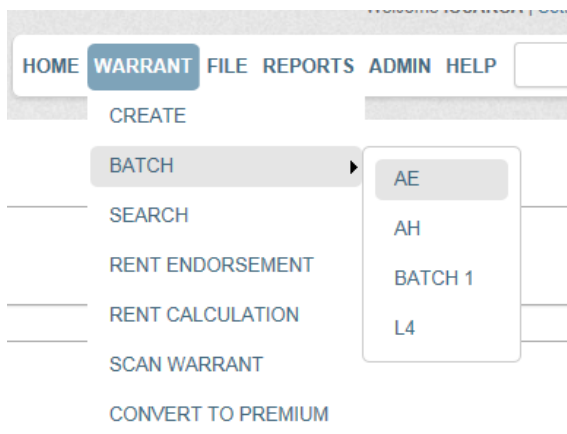 HOME WARRANT FILE REPORTS ADMIN HELP
CREATE
BATCH
SEARCH
RENT ENDORSEMENT
RENT CALCULATION
SCAN WARRANT
CONVERT TO PREMIUM
AE
AH
BATCH 1
L4